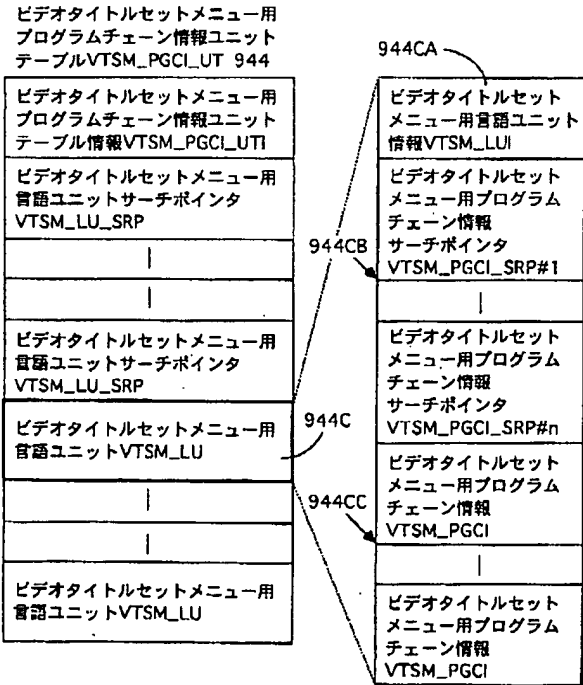 ビデオタイトルセットメニュー用
プログラムチェーン情報ユニット
テーブルVTSM_PGCI_UT 944
ビデオタイトルセットメニュー用
プログラムチェーン情報ユニット
テーブル情報VTSM_PGCI_UTI
ビデオタイトルセットメニュー用
言語ユニットサーチポインタ
VTSM_LU_SRP
ビデオタイトルセットメニュー用
言語ユニットサーチポインタ
VTSM_LU_SRP
ビデオタイトルセットメニュー用
言語ユニットVTSM_LU
ビデオタイトルセットメニュー用
言語ユニットVTSM_LU
944C
944CA
944CB
944CC
ビデオタイトルセット
メニュー用言語ユニット
情報VTSM_LUI
ビデオタイトルセット
メニュー用プログラム
チェーン情報
サーチポインタ
VTSM_PGCI_SRP#1
ビデオタイトルセット
メニュー用プログラム
チェーン情報
サーチポインタ
VTSM_PGCI_SRP#n
ビデオタイトルセット
メニュー用プログラム
チェーン情報
VTSM_PGCI
ビデオタイトルセット
メニュー用プログラム
チェーン情報
VTSM_PGCI